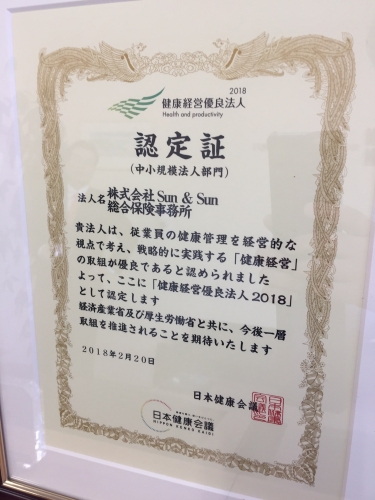 2018
健康経営優良法人
Health and productivity
認定証
(中小規模法人部門)
法人名 株式会社 Sun & Sun
総合保険事務所
貴法人は、従業員の健康管理を経営的な
視点で考え、戦略的に実践する「健康経営」
の取組が優良であると認められました
よって、ここに「健康経営優良法人2018」
として認定します
経済産業省及び厚生労働省と共に、今後一層
取組を推進されることを期待いたします
2018年2月20日
日本健康会議
日本健康会議
NIPPON KENKO KAIGI